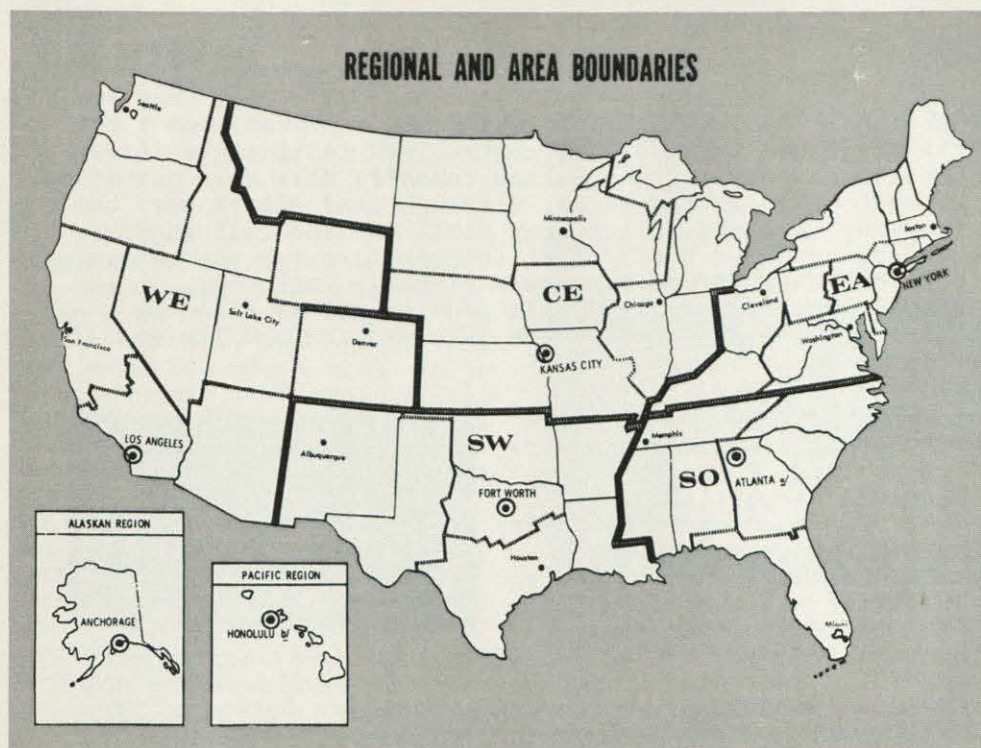 REGIONAL AND AREA BOUNDARIES
Seattle
Minneapolis
Boston
WE
CE
EA
NEW YORK
Salt Lake City
Chicago
Cleveland
San Francisco
Denver
Washington
KANSAS CITY
LOS ANGELES
Albuquerque
SW
Memphis
SO
ATLANTA a/
FORT WORTH
Houston
Miami
ALASKAN REGION
ANCHORAGE
PACIFIC REGION
HONOLULU b/